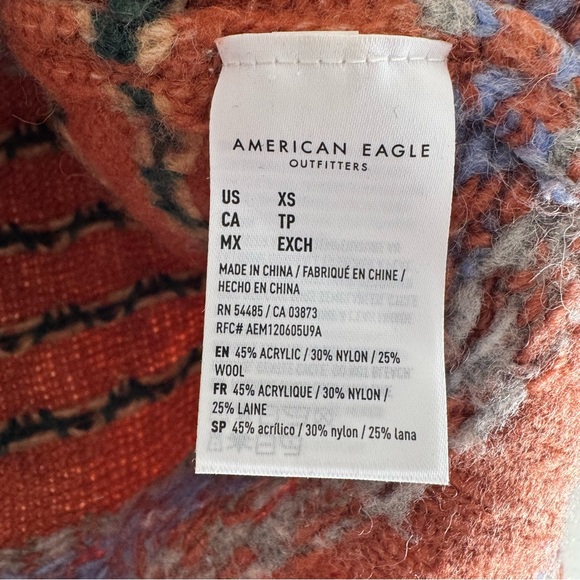 AMERICAN EAGLE
OUTFITTERS
US XS
CA TP
MX EXCH
MADE IN CHINA / FABRIQUÉ EN CHINE /
HECHO EN CHINA
RN 54485 / CA 03873
RFC# AEM120605U9A
EN 45% ACRYLIC / 30% NYLON / 25%
WOOL
FR 45% ACRYLIQUE / 30% NYLON /
25% LAINE
SP 45% acrílico / 30% nylon / 25% lana